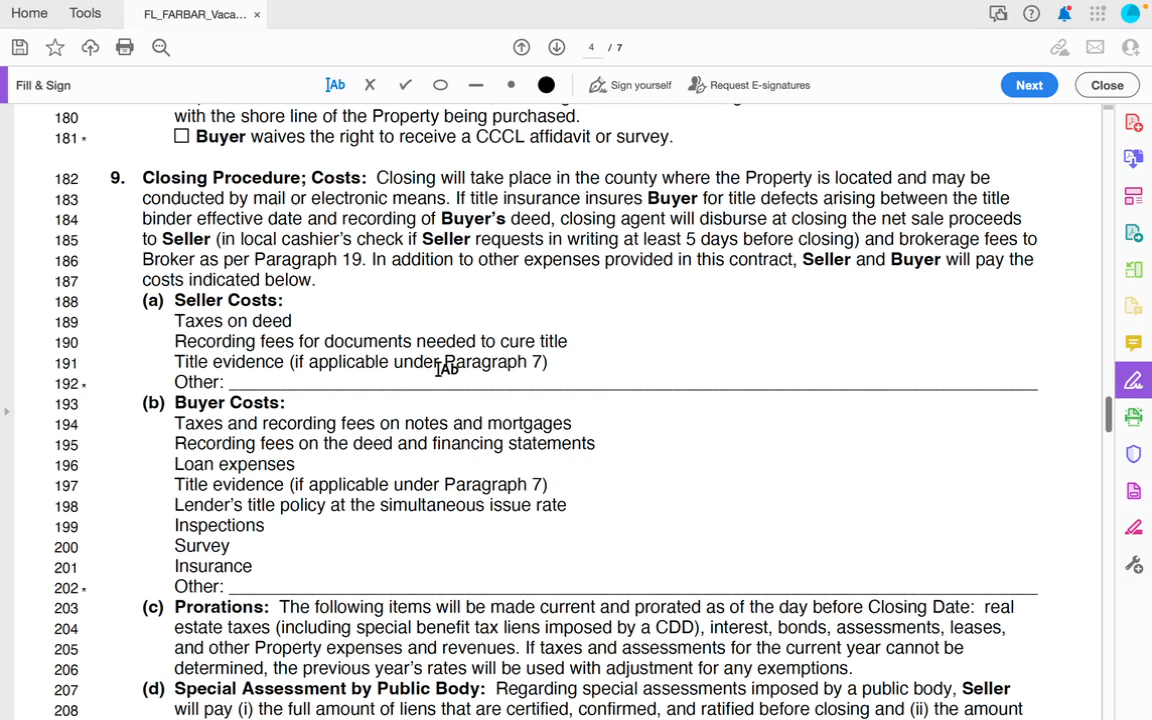 Home Tools FL_FARBAR_Vaca... ×
4 / 7
Fill & Sign Ab Sign yourself Request E-signatures Next Close
180 with the shore line of the Property being purchased.
181 * ☐ Buyer waives the right to receive a CCCL affidavit or survey.
182 9. Closing Procedure; Costs: Closing will take place in the county where the Property is located and may be
183 conducted by mail or electronic means. If title insurance insures Buyer for title defects arising between the title
184 binder effective date and recording of Buyer's deed, closing agent will disburse at closing the net sale proceeds
185 to Seller (in local cashier's check if Seller requests in writing at least 5 days before closing) and brokerage fees to
186 Broker as per Paragraph 19. In addition to other expenses provided in this contract, Seller and Buyer will pay the
187 costs indicated below.
188 (a) Seller Costs:
189 Taxes on deed
190 Recording fees for documents needed to cure title
191 Title evidence (if applicable under Paragraph 7)
Ab
192 * Other:
193 (b) Buyer Costs:
194 Taxes and recording fees on notes and mortgages
195 Recording fees on the deed and financing statements
196 Loan expenses
197 Title evidence (if applicable under Paragraph 7)
198 Lender's title policy at the simultaneous issue rate
199 Inspections
200 Survey
201 Insurance
202 * Other:
203 (c) Prorations: The following items will be made current and prorated as of the day before Closing Date: real
204 estate taxes (including special benefit tax liens imposed by a CDD), interest, bonds, assessments, leases,
205 and other Property expenses and revenues. If taxes and assessments for the current year cannot be
206 determined, the previous year's rates will be used with adjustment for any exemptions.
207 (d) Special Assessment by Public Body: Regarding special assessments imposed by a public body, Seller
208 will pay (i) the full amount of liens that are certified, confirmed, and ratified before closing and (ii) the amount